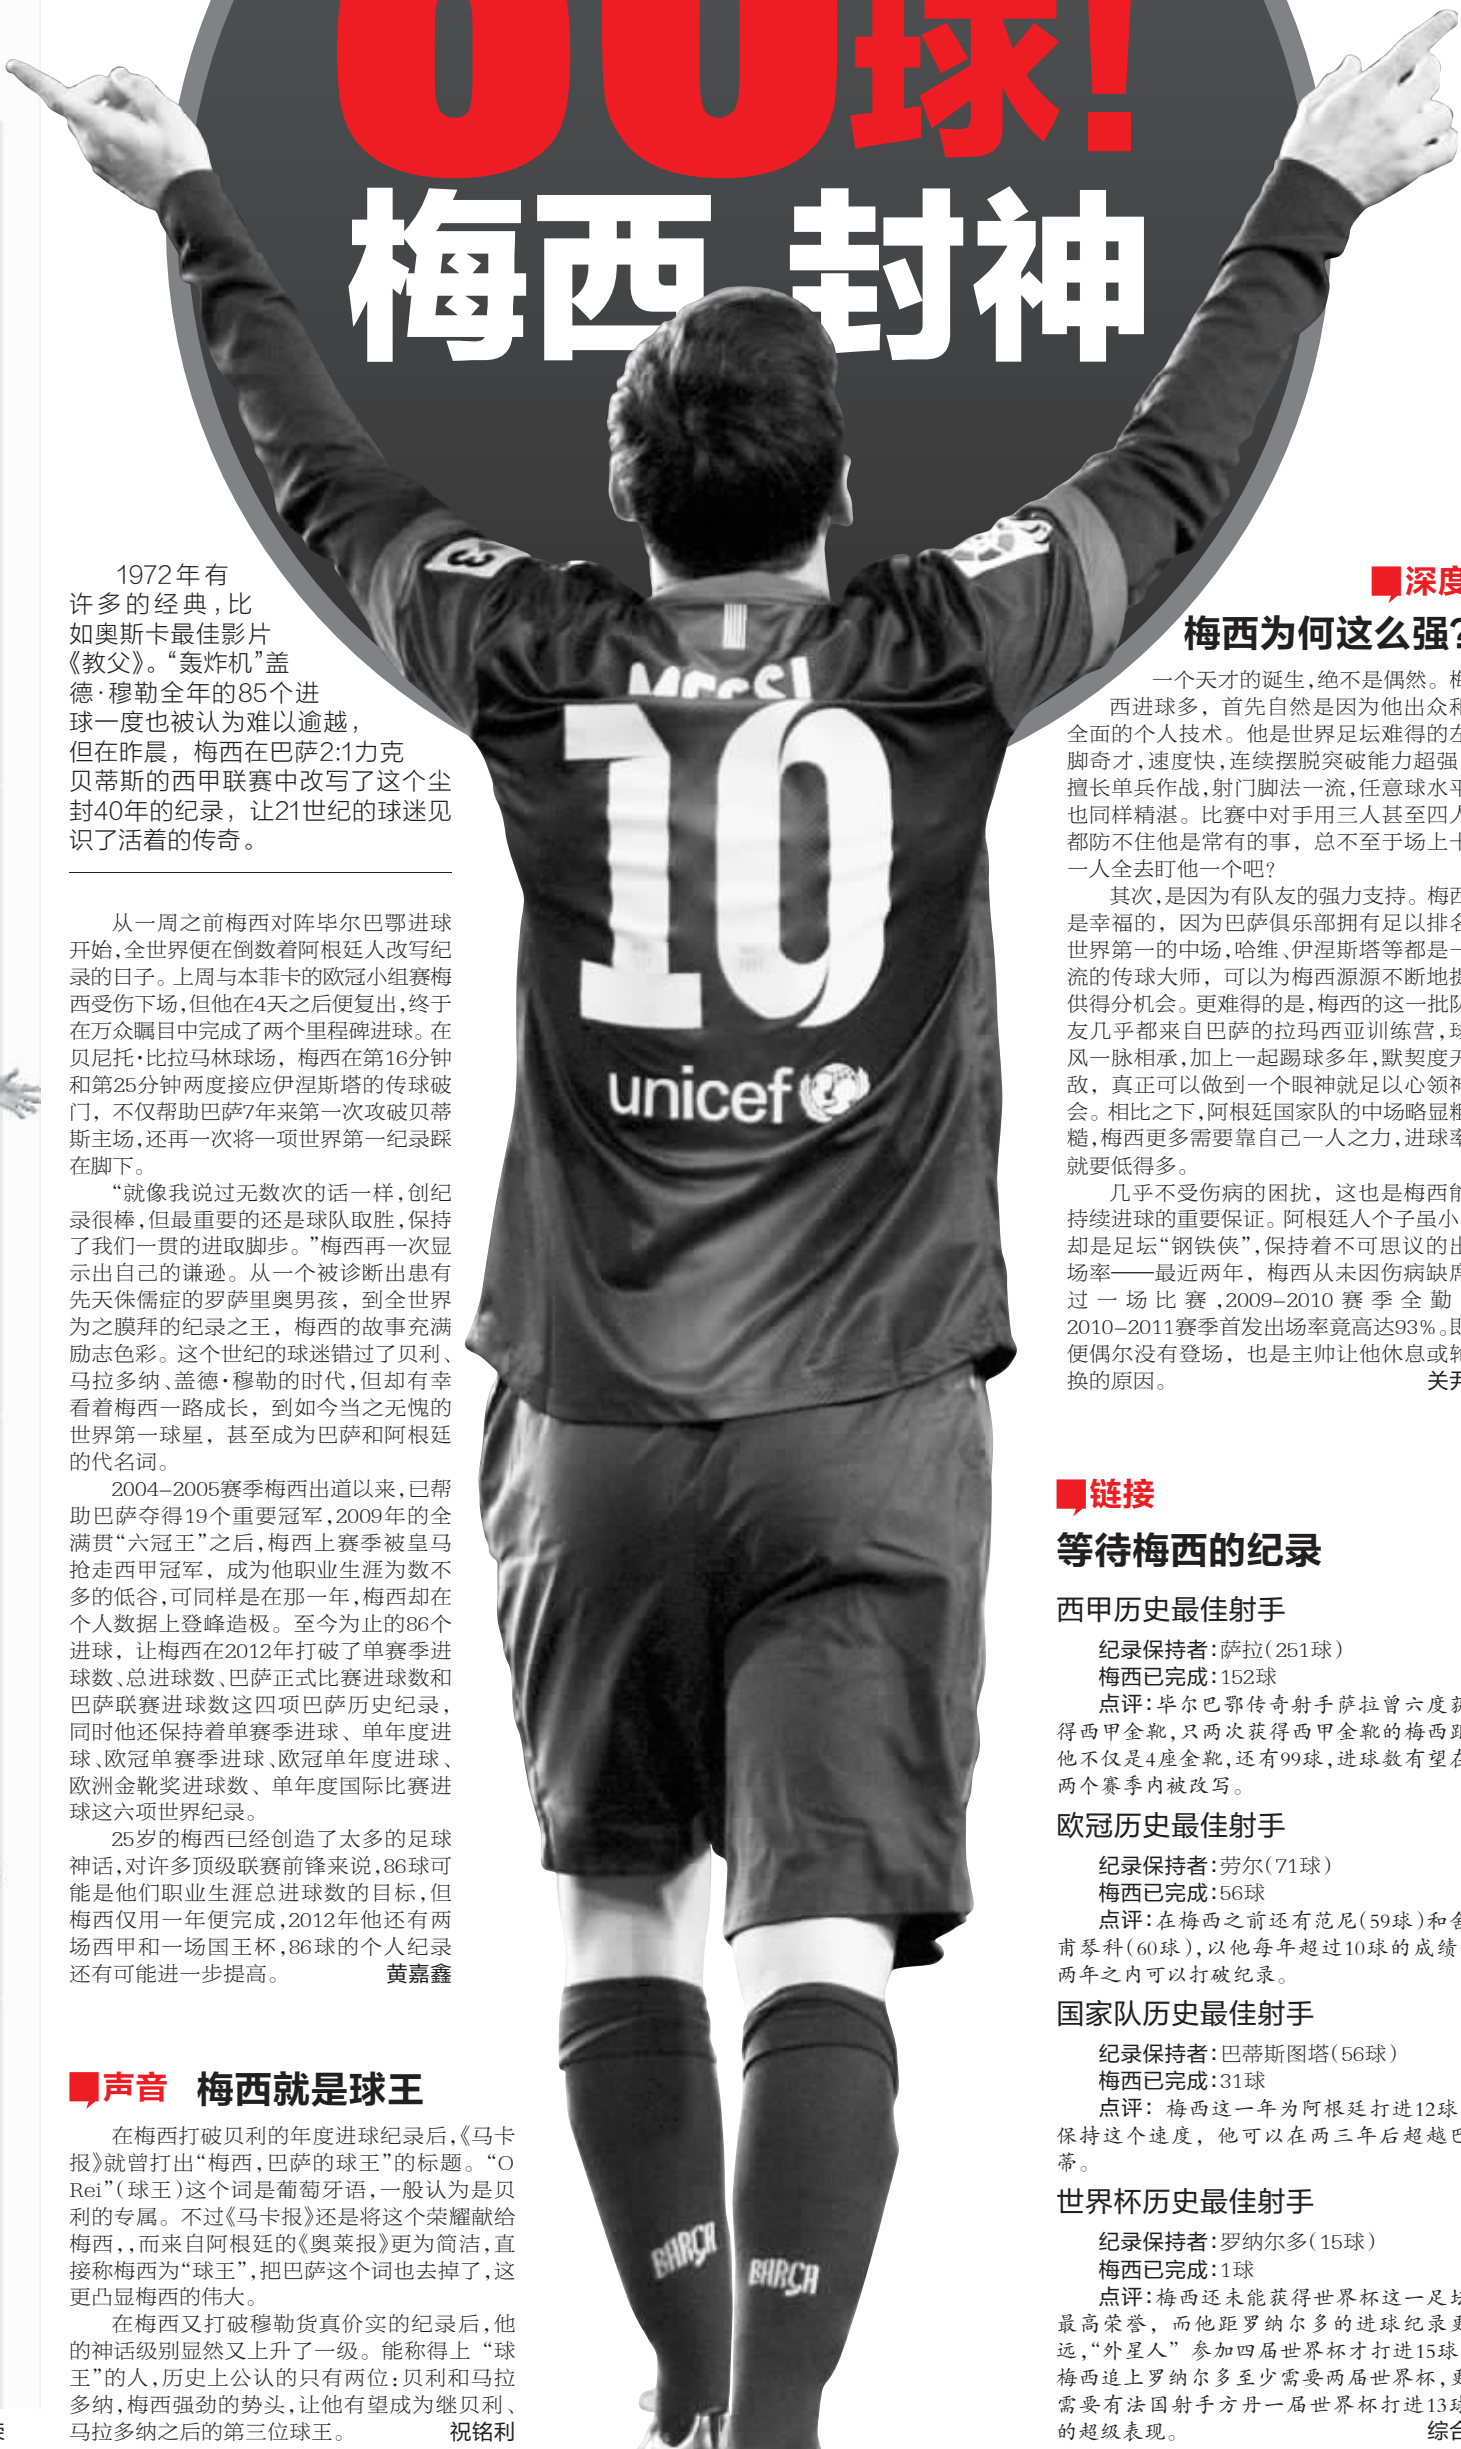 球!
梅西 封神
MESSI
10
unicef
BARÇA
BARÇA
1972年有
许多的经典,比
如奥斯卡最佳影片
《教父》。“轰炸机”盖
德·穆勒全年的85个进
球一度也被认为难以逾越,
但在昨晨, 梅西在巴萨2:1力克
贝蒂斯的西甲联赛中改写了这个尘
封40年的纪录, 让21世纪的球迷见
识了活着的传奇。
从一周之前梅西对阵毕尔巴鄂进球
开始,全世界便在倒数着阿根廷人改写纪
录的日子。上周与本菲卡的欧冠小组赛梅
西受伤下场,但他在4天之后便复出,终于
在万众瞩目中完成了两个里程碑进球。在
贝尼托·比拉马林球场, 梅西在第16分钟
和第25分钟两度接应伊涅斯塔的传球破
门, 不仅帮助巴萨7年来第一次攻破贝蒂
斯主场,还再一次将一项世界第一纪录踩
在脚下。
“就像我说过无数次的话一样,创纪
录很棒,但最重要的还是球队取胜,保持
了我们一贯的进取脚步。”梅西再一次显
示出自己的谦逊。从一个被诊断出患有
先天侏儒症的罗萨里奥男孩, 到全世界
为之膜拜的纪录之王, 梅西的故事充满
励志色彩。这个世纪的球迷错过了贝利、
马拉多纳、盖德·穆勒的时代,但却有幸
看着梅西一路成长, 到如今当之无愧的
世界第一球星, 甚至成为巴萨和阿根廷
的代名词。
2004-2005赛季梅西出道以来,已帮
助巴萨夺得19个重要冠军,2009年的全
满贯“六冠王”之后,梅西上赛季被皇马
抢走西甲冠军, 成为他职业生涯为数不
多的低谷,可同样是在那一年,梅西却在
个人数据上登峰造极。至今为止的86个
进球, 让梅西在2012年打破了单赛季进
球数、总进球数、巴萨正式比赛进球数和
巴萨联赛进球数这四项巴萨历史纪录,
同时他还保持着单赛季进球、单年度进
球、欧冠单赛季进球、欧冠单年度进球、
欧洲金靴奖进球数、单年度国际比赛进
球这六项世界纪录。
25岁的梅西已经创造了太多的足球
神话,对许多顶级联赛前锋来说,86球可
能是他们职业生涯总进球数的目标,但
梅西仅用一年便完成,2012年他还有两
场西甲和一场国王杯,86球的个人纪录
还有可能进一步提高。 黄嘉鑫
声音 梅西就是球王
在梅西打破贝利的年度进球纪录后,《马卡
报》就曾打出“梅西,巴萨的球王”的标题。“O
Rei”(球王)这个词是葡萄牙语,一般认为是贝
利的专属。不过《马卡报》还是将这个荣耀献给
梅西,,而来自阿根廷的《奥莱报》更为简洁,直
接称梅西为“球王”,把巴萨这个词也去掉了,这
更凸显梅西的伟大。
在梅西又打破穆勒货真价实的纪录后,他
的神话级别显然又上升了一级。能称得上“球
王”的人,历史上公认的只有两位:贝利和马拉
多纳,梅西强劲的势头,让他有望成为继贝利、
马拉多纳之后的第三位球王。 祝铭利
深度
梅西为何这么强?
一个天才的诞生,绝不是偶然。梅
西进球多, 首先自然是因为他出众和
全面的个人技术。他是世界足坛难得的左
脚奇才,速度快,连续摆脱突破能力超强
擅长单兵作战,射门脚法一流,任意球水平
也同样精湛。比赛中对手用三人甚至四人
都防不住他是常有的事, 总不至于场上十
一人全去盯他一个吧?
其次,是因为有队友的强力支持。梅西
是幸福的, 因为巴萨俱乐部拥有足以排名
世界第一的中场,哈维、伊涅斯塔等都是一
流的传球大师, 可以为梅西源源不断地提
供得分机会。更难得的是,梅西的这一批队
友几乎都来自巴萨的拉玛西亚训练营,球
风一脉相承,加上一起踢球多年,默契度无
敌, 真正可以做到一个眼神就足以心领神
会。相比之下,阿根廷国家队的中场略显粗
糙,梅西更多需要靠自己一人之力,进球率
就要低得多。
几乎不受伤病的困扰, 这也是梅西能
持续进球的重要保证。阿根廷人个子虽小
却是足坛“钢铁侠”,保持着不可思议的出
场率——最近两年, 梅西从未因伤病缺席
过一场比赛,2009-2010赛季全勤
2010-2011赛季首发出场率竟高达93%。即
便偶尔没有登场, 也是主帅让他休息或轮
换的原因。 关
链接
等待梅西的纪录
西甲历史最佳射手
纪录保持者:萨拉(251球)
梅西已完成:152球
点评:毕尔巴鄂传奇射手萨拉曾六度获
得西甲金靴,只两次获得西甲金靴的梅西距
他不仅是4座金靴,还有99球,进球数有望在
两个赛季内被改写。
欧冠历史最佳射手
纪录保持者:劳尔(71球)
梅西已完成:56球
点评:在梅西之前还有范尼(59球)和舍
甫琴科(60球),以他每年超过10球的成绩
两年之内可以打破纪录。
国家队历史最佳射手
纪录保持者:巴蒂斯图塔(56球)
梅西已完成:31球
点评: 梅西这一年为阿根廷打进12球
保持这个速度, 他可以在两三年后超越巴
蒂。
世界杯历史最佳射手
纪录保持者:罗纳尔多(15球)
梅西已完成:1球
点评:梅西还未能获得世界杯这一足坛
最高荣誉, 而他距罗纳尔多的进球纪录更
远,“外星人” 参加四届世界杯才打进15球
梅西追上罗纳尔多至少需要两届世界杯,更
需要有法国射手方丹一届世界杯打进13球
的超级表现。 综合